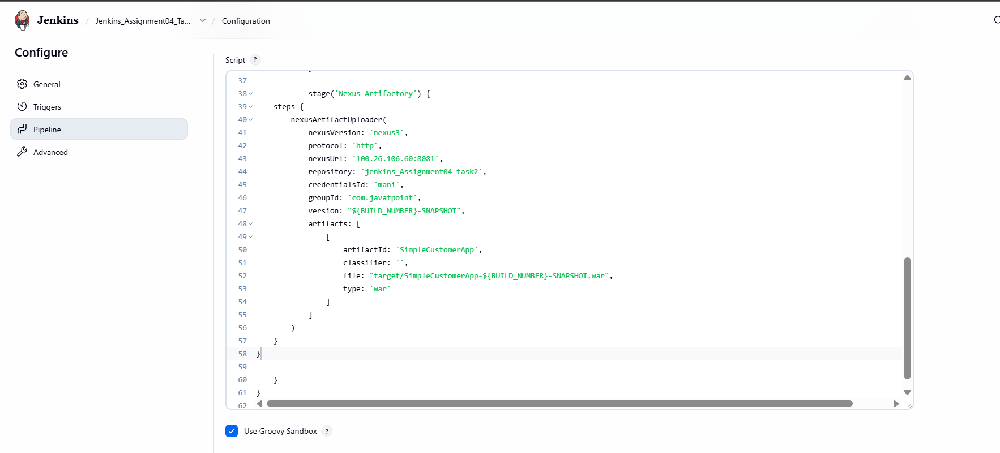 Jenkins / Jenkins_Assignment04_Ta... / Configuration
Configure
General
Triggers
Pipeline
Advanced
Script ?
37
38 stage('Nexus Artifactory') {
39 steps {
40 nexusArtifactUploader(
41 nexusVersion: 'nexus3',
42 protocol: 'http',
43 nexusUrl: '100.26.106.60:8081',
44 repository: 'jenkins_Assignment04-task2',
45 credentialsId: 'mani',
46 groupId: 'com.javatpoint',
47 version: "${BUILD_NUMBER}-SNAPSHOT",
48 artifacts: [
49 [
50 artifactId: 'SimpleCustomerApp',
51 classifier: '',
52 file: "target/SimpleCustomerApp-${BUILD_NUMBER}-SNAPSHOT.war",
53 type: 'war'
54 ]
55 ]
56 )
57 }
58 }
59
60 }
61 }
62
Use Groovy Sandbox ?